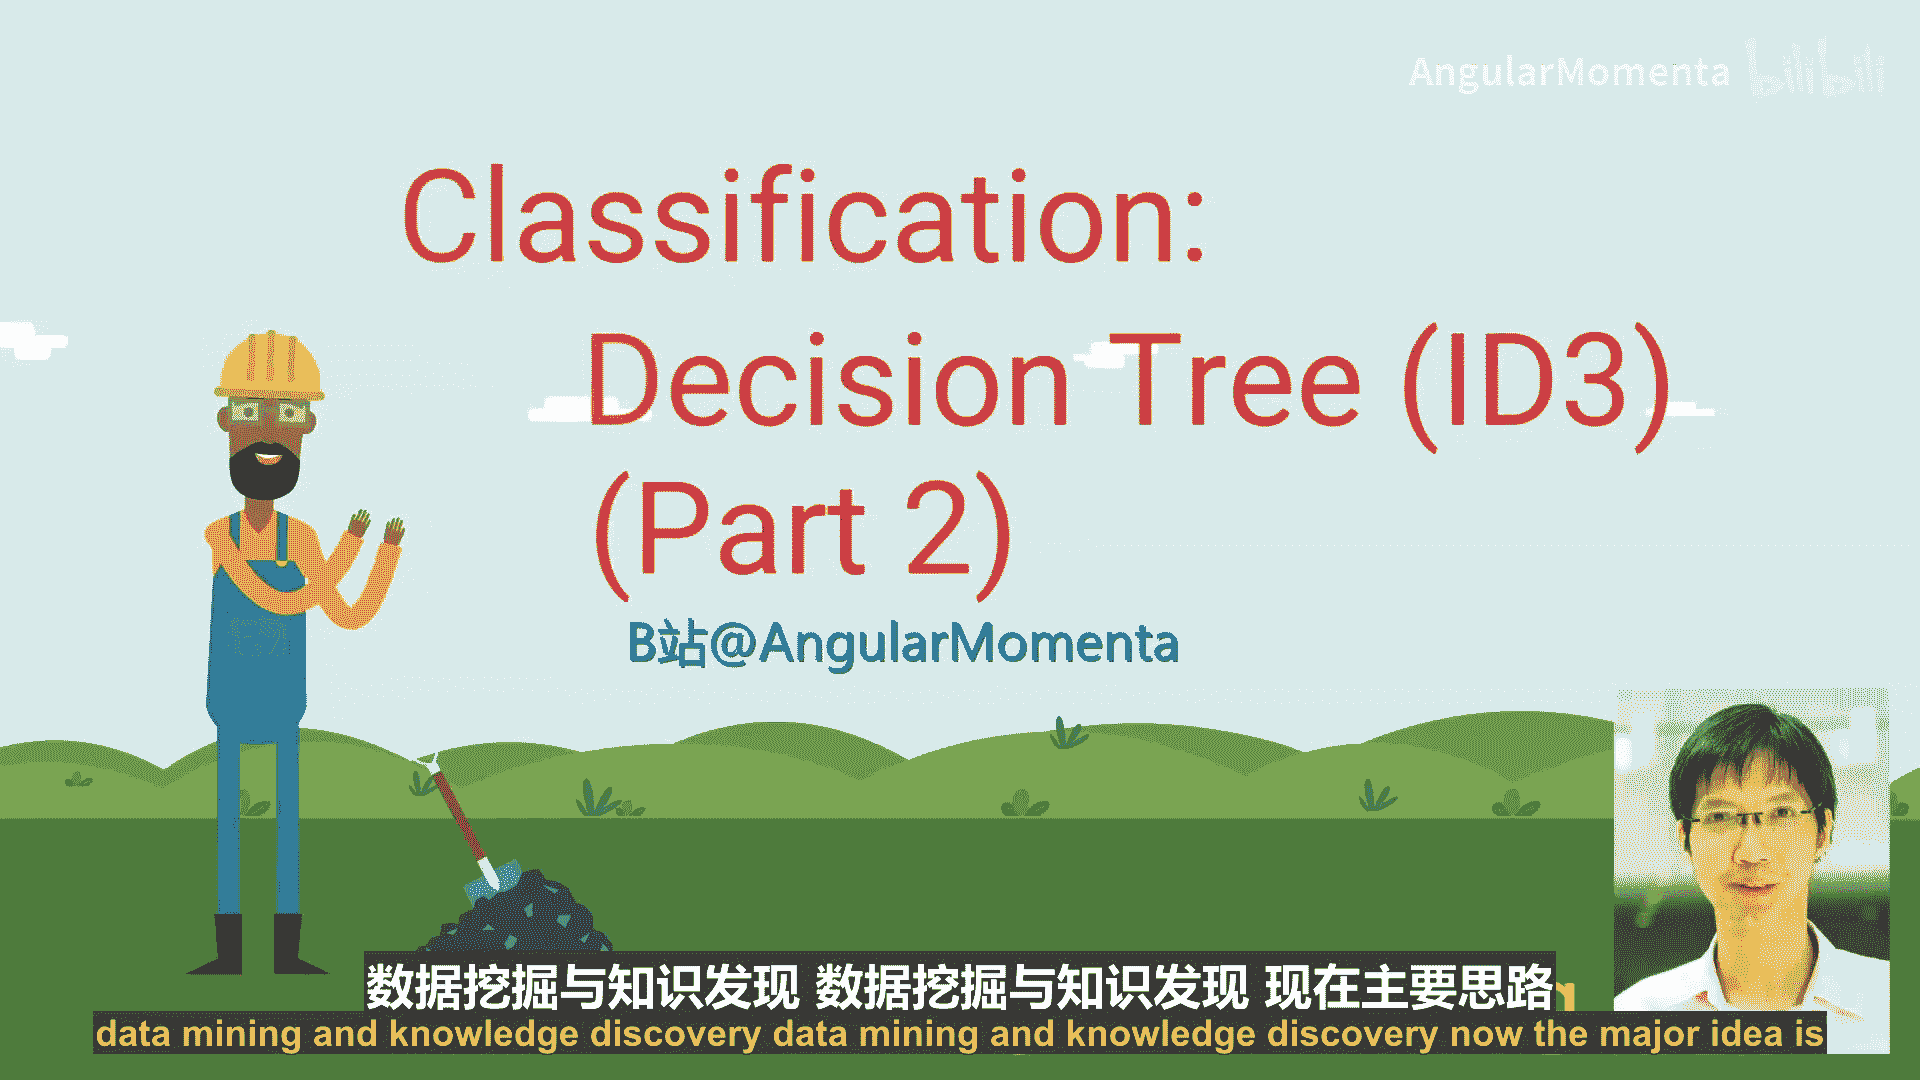 AngularMomenta bilibili
Classification:
Decision Tree (ID3)
(Part 2)
B站@AngularMomenta
数据挖掘与知识发现 数据挖掘与知识发现 现在主要思路
data mining and knowledge discovery data mining and knowledge discovery now the major idea is